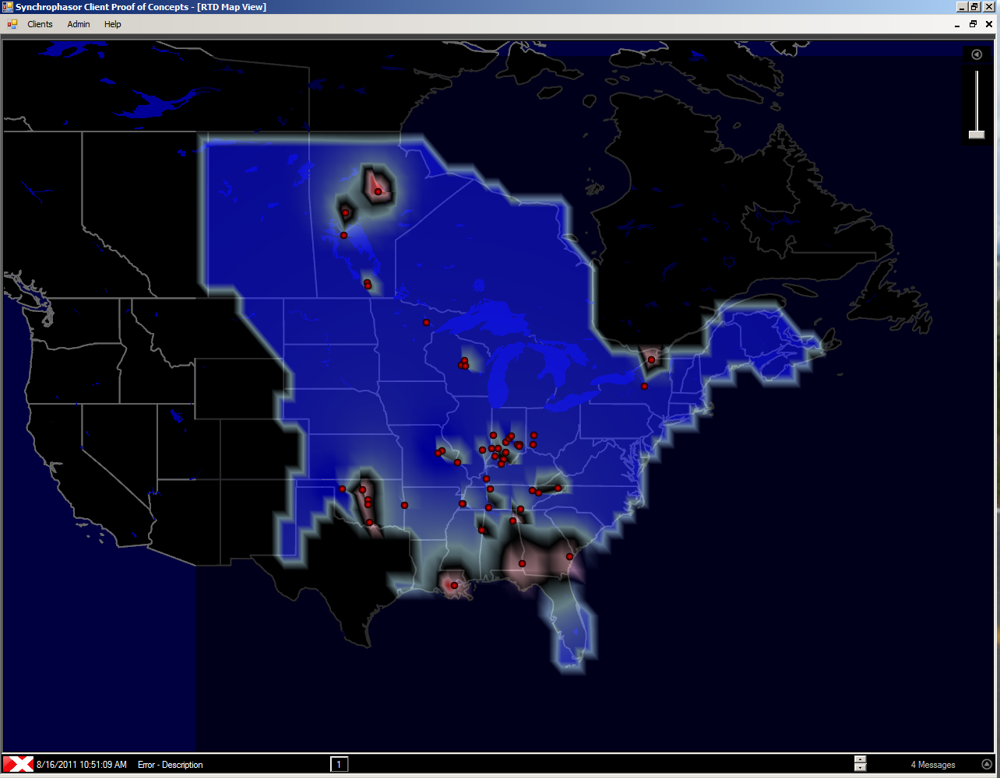 Synchrophasor Client Proof of Concepts - [RTD Map View]
Clients Admin Help
8/16/2011 10:51:09 AM Error - Description 1 4 Messages